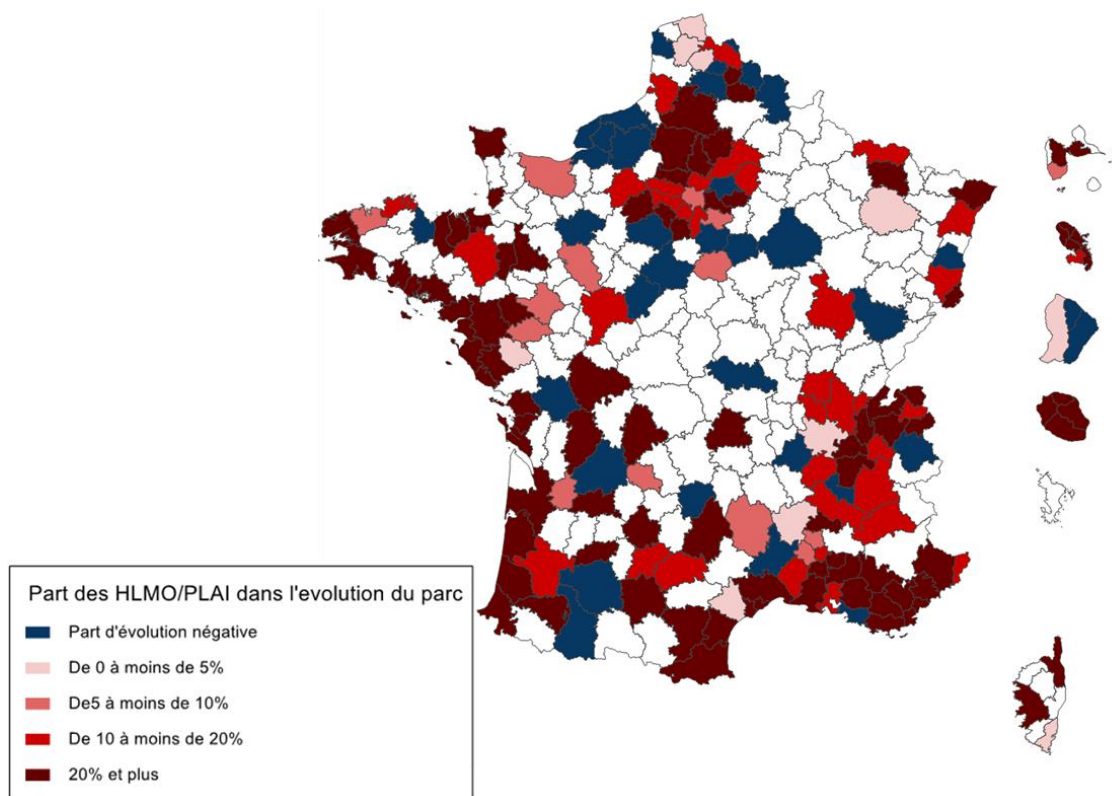 Part des HLMO/PLAI dans l'evolution du parc
Part d'évolution négative
De 0 à moins de 5%
De5 à moins de 10%
De 10 à moins de 20%
20% et plus